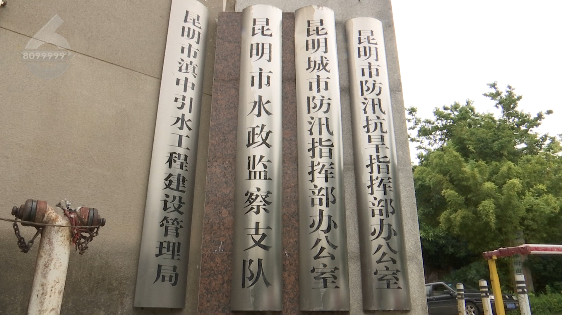 8099999
昆明市滇中引水工程建设管理局
昆明市水政监察支队
昆明城市防汛指挥部办公室
昆明市防汛抗旱指挥部办公室